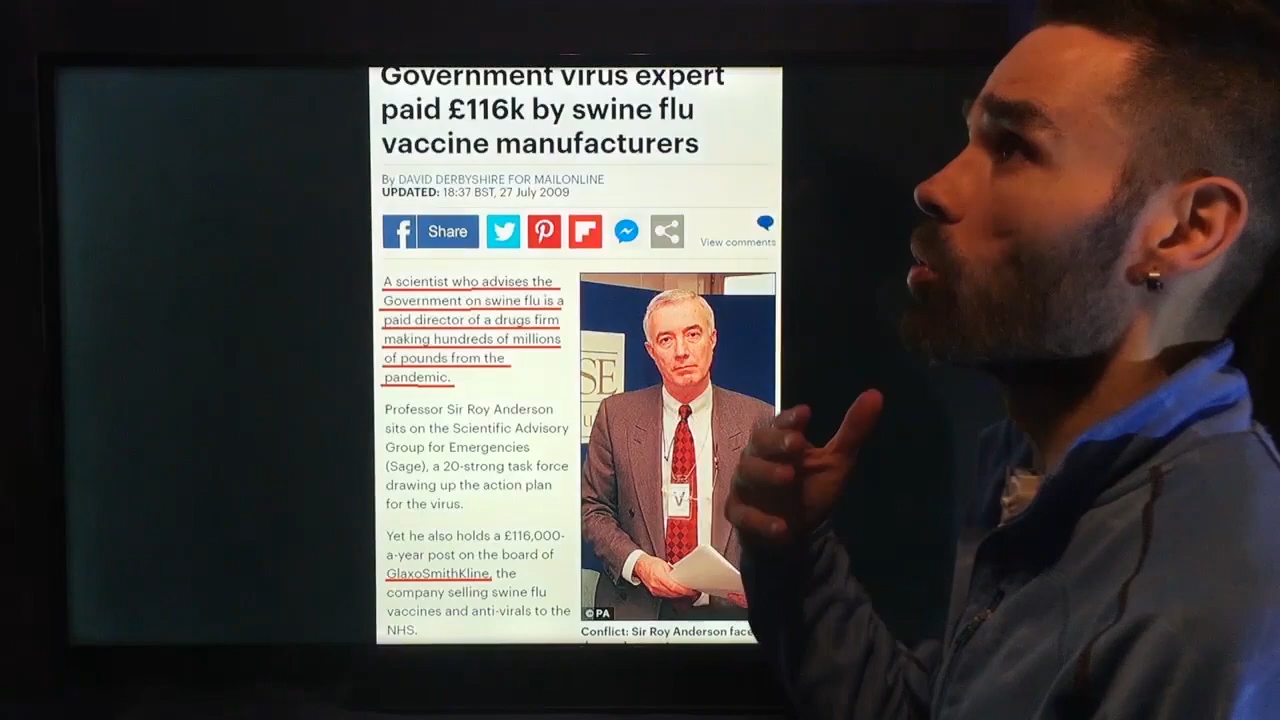 Government virus expert
paid £116k by swine flu
vaccine manufacturers
By DAVID DERBYSHIRE FOR MAILONLINE
UPDATED: 18:37 BST, 27 July 2009
f Share
View comments
A scientist who advises the
Government on swine flu is a
paid director of a drugs firm
making hundreds of millions
of pounds from the
pandemic.
Professor Sir Roy Anderson
sits on the Scientific Advisory
Group for Emergencies
(Sage), a 20-strong task force
drawing up the action plan
for the virus.
Yet he also holds a £116,000-
a-year post on the board of
GlaxoSmithKline, the
company selling swine flu
vaccines and anti-virals to the
NHS.
SE
V
© PA
Conflict: Sir Roy Anderson face